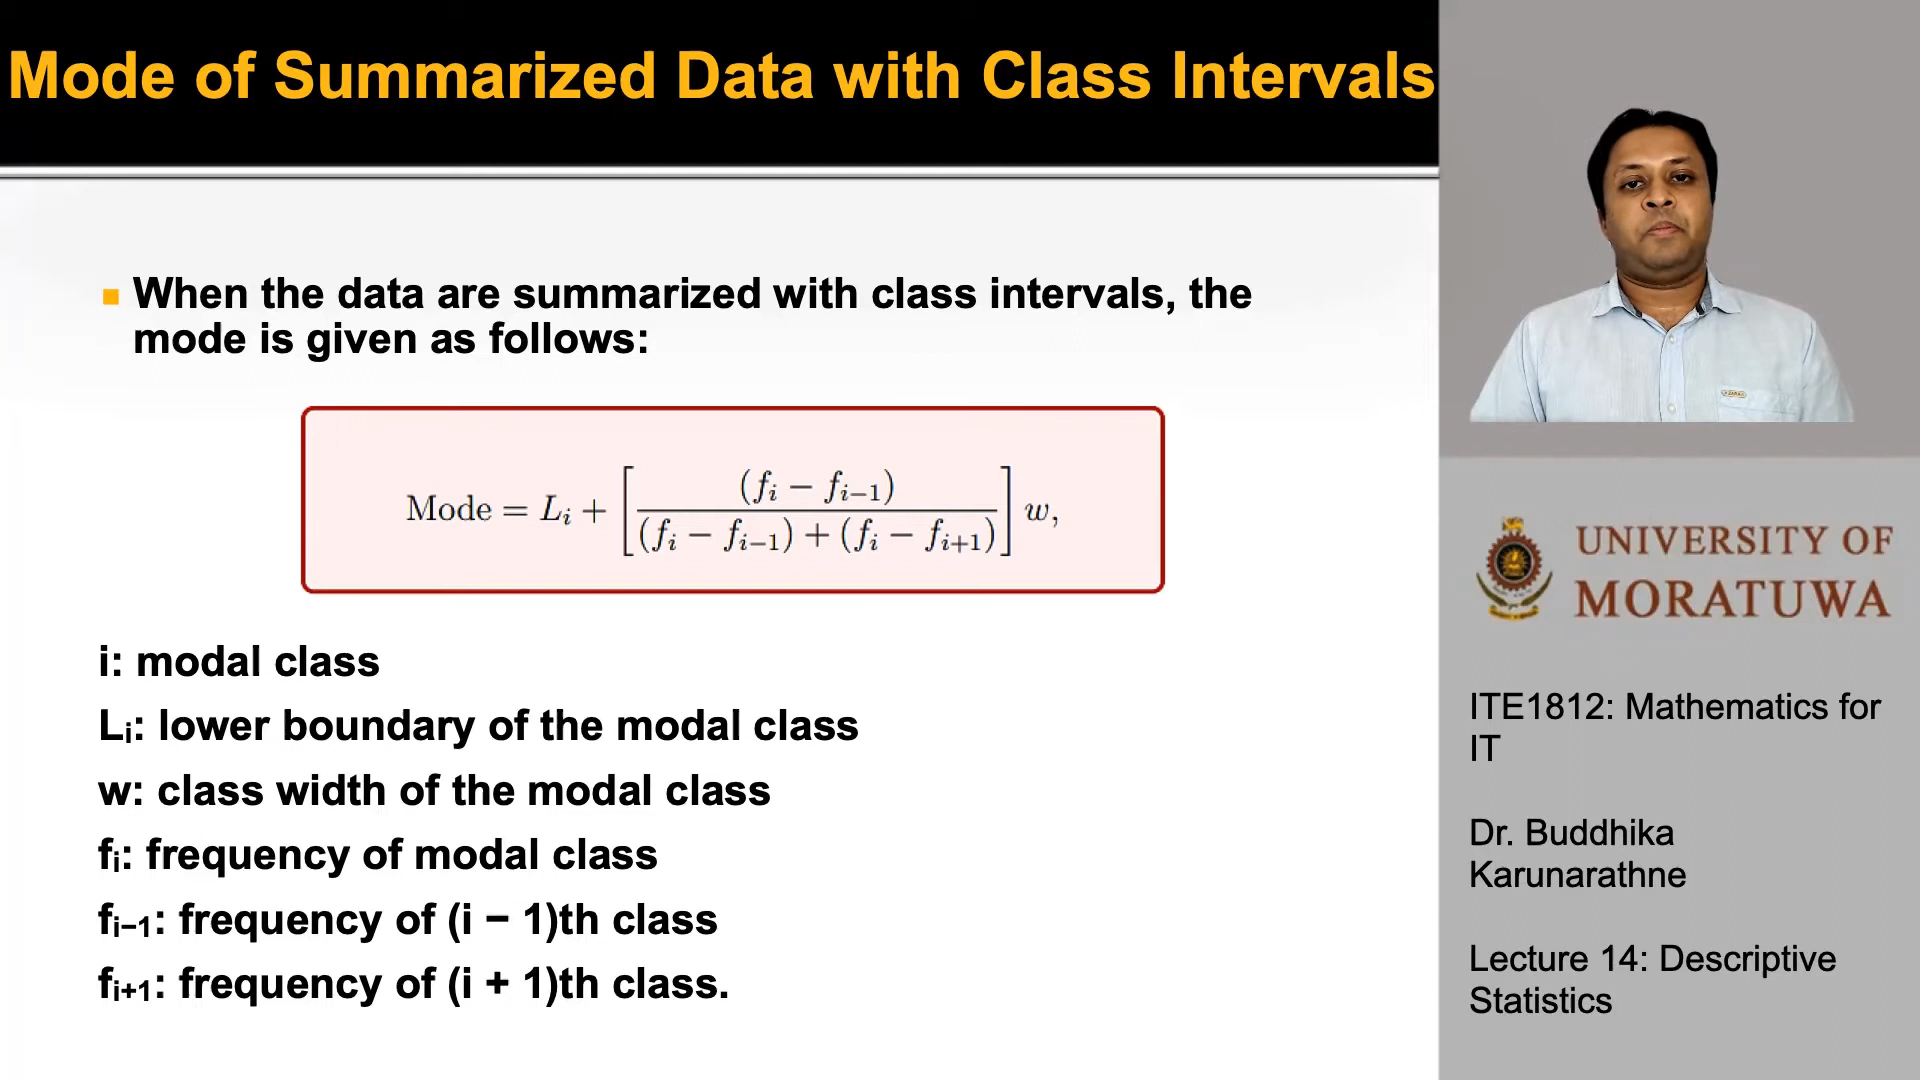 Mode of Summarized Data with Class Intervals
When the data are summarized with class intervals, the
mode is given as follows:
Mode = Lᵢ + [ (fᵢ − fᵢ₋₁) / (fᵢ − fᵢ₋₁) + (fᵢ − fᵢ₊₁) ] w,
i: modal class
Lᵢ: lower boundary of the modal class
w: class width of the modal class
fᵢ: frequency of modal class
fᵢ₋₁: frequency of (i − 1)th class
fᵢ₊₁: frequency of (i + 1)th class.
UNIVERSITY OF
MORATUWA
ITE1812: Mathematics for
IT
Dr. Buddhika
Karunarathne
Lecture 14: Descriptive
Statistics